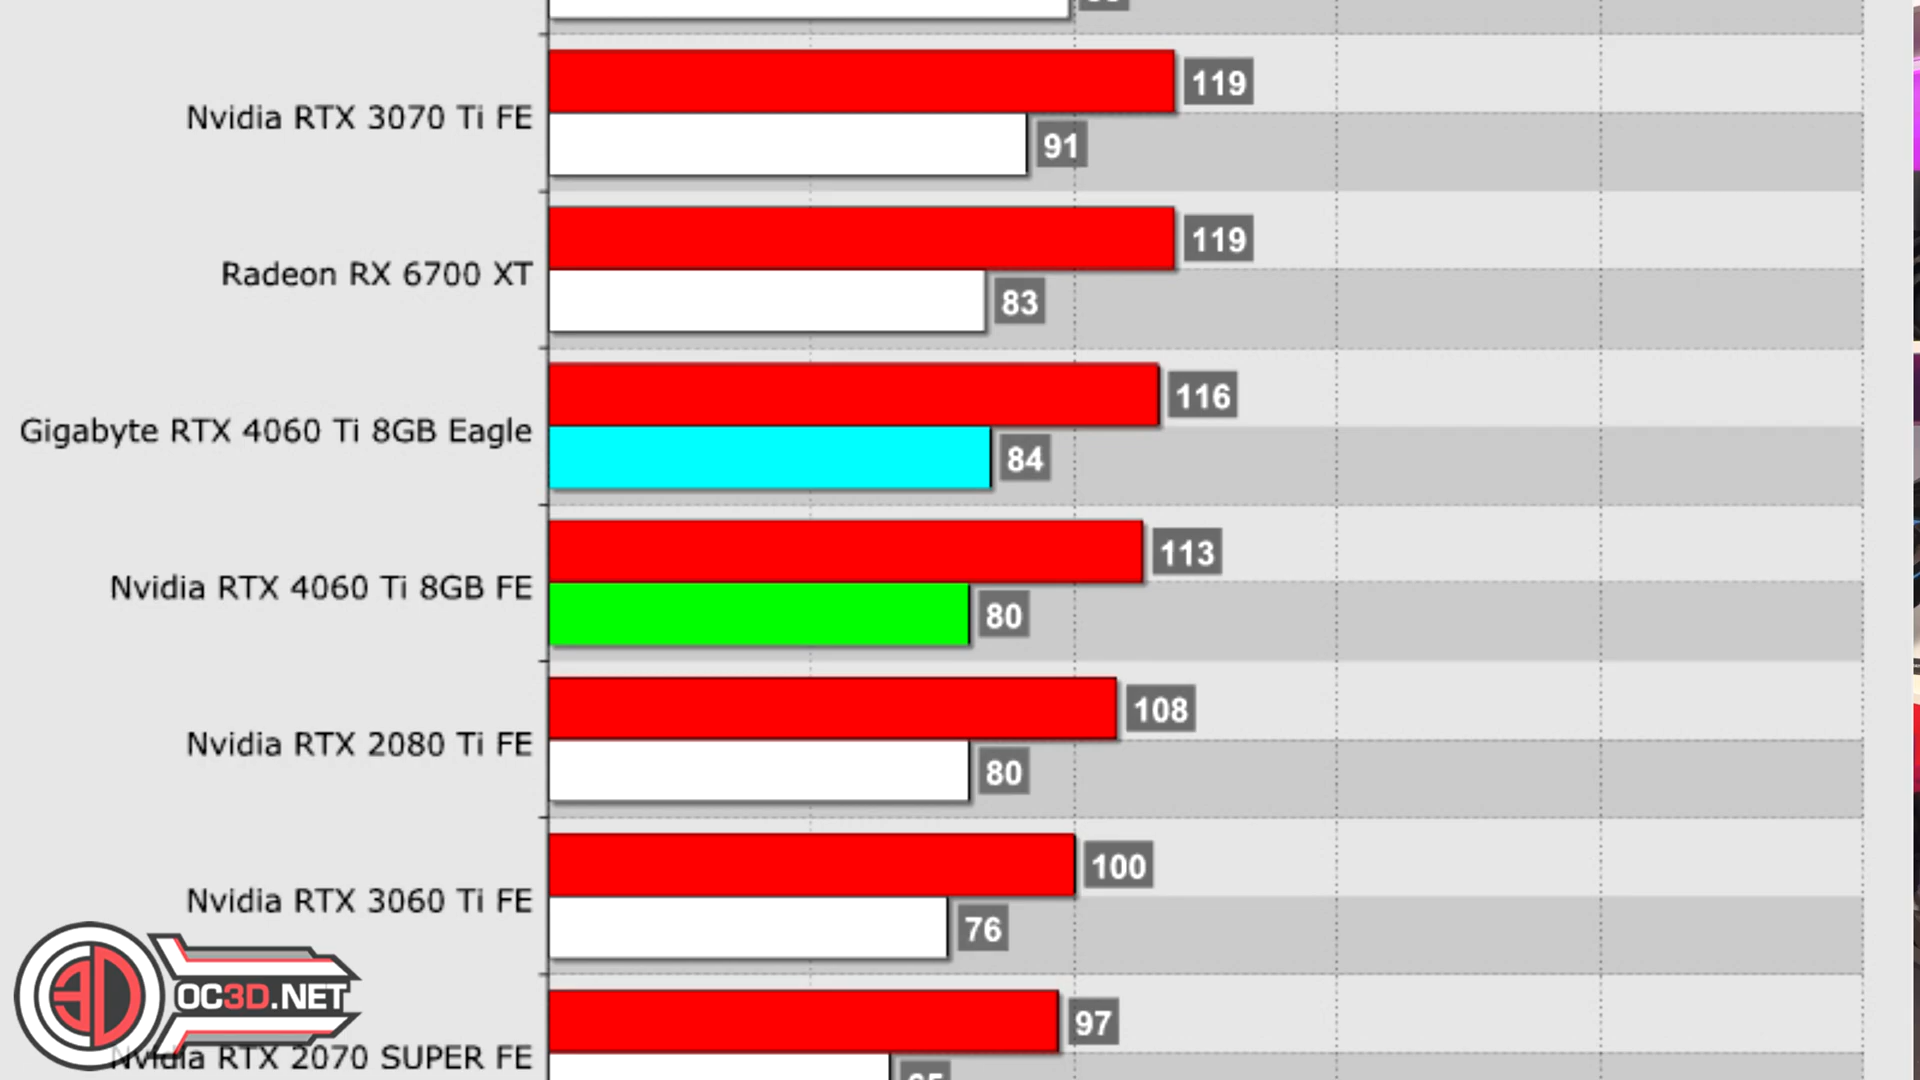 Nvidia RTX 3070 Ti FE
119
91
Radeon RX 6700 XT
119
83
Gigabyte RTX 4060 Ti 8GB Eagle
116
84
Nvidia RTX 4060 Ti 8GB FE
113
80
Nvidia RTX 2080 Ti FE
108
80
Nvidia RTX 3060 Ti FE
100
76
Nvidia RTX 2070 SUPER FE
97
3D
OC3D.NET